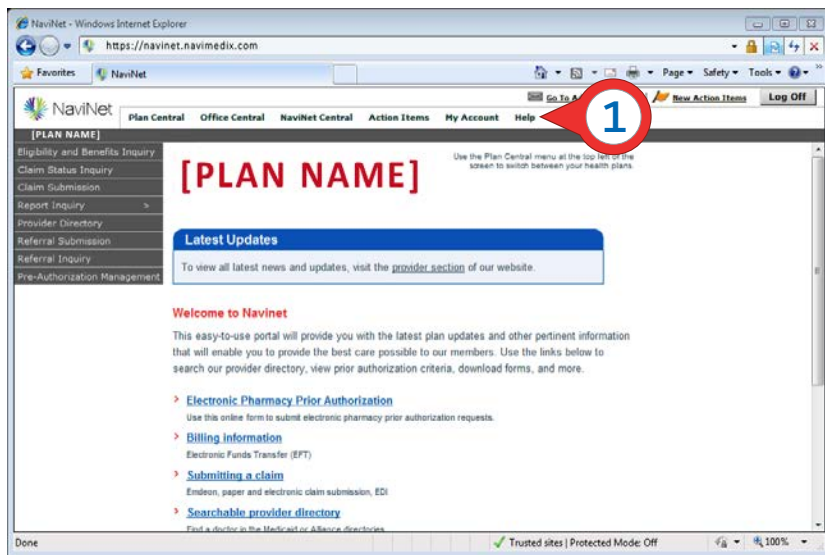 NaviNet - Windows Internet Explorer
https://navinet.navimedix.com
Favorites NaviNet Page Safety Tools
Go To A New Action Items Log Off
NaviNet Plan Central Office Central NaviNet Central Action Items My Account Help
1
[PLAN NAME]
Eligibility and Benefits Inquiry
Claim Status Inquiry
Claim Submission
Report Inquiry >
Provider Directory
Referral Submission
Referral Inquiry
Pre-Authorization Management
[PLAN NAME]
Use the Plan Central menu at the top left of the
screen to switch between your health plans.
Latest Updates
To view all latest news and updates, visit the provider section of our website.
Welcome to Navinet
This easy-to-use portal will provide you with the latest plan updates and other pertinent information
that will enable you to provide the best care possible to our members. Use the links below to
search our provider directory, view prior authorization criteria, download forms, and more.
> Electronic Pharmacy Prior Authorization
Use this online form to submit electronic pharmacy prior authorization requests.
> Billing information
Electronic Funds Transfer (EFT)
> Submitting a claim
Emdeon, paper and electronic claim submission, EDI
> Searchable provider directory
Find a doctor in the Medicaid or Alliance directories
Done Trusted sites | Protected Mode: Off 100%